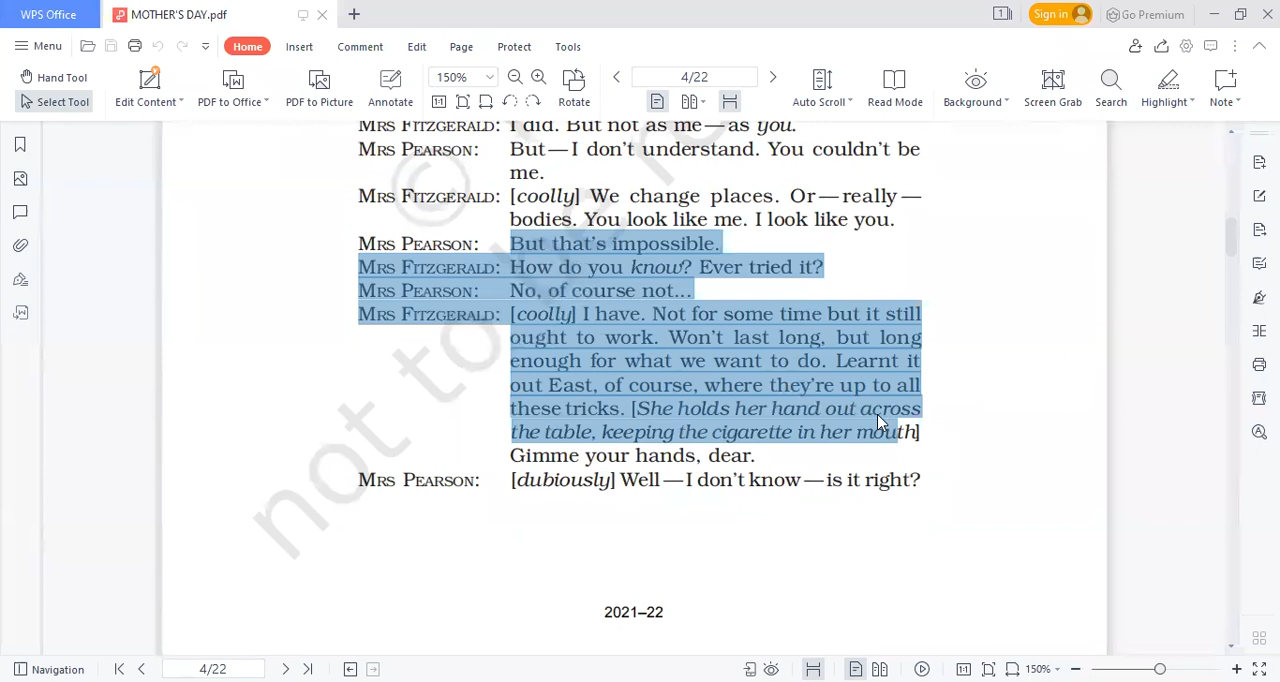 WPS Office
MOTHER'S DAY.pdf
Sign in
Go Premium
Menu
Home
Insert
Comment
Edit
Page
Protect
Tools
Hand Tool
Select Tool
Edit Content
PDF to Office
PDF to Picture
Annotate
150%
Rotate
4/22
Auto Scroll
Read Mode
Background
Screen Grab
Search
Highlight
Note
MRS FITZGERALD: I did. But not as me—as you.
MRS PEARSON: But—I don't understand. You couldn't be
me.
MRS FITZGERALD: [coolly] We change places. Or—really—
bodies. You look like me. I look like you.
MRS PEARSON: But that's impossible.
MRS FITZGERALD: How do you know? Ever tried it?
MRS PEARSON: No, of course not...
MRS FITZGERALD: [coolly] I have. Not for some time but it still
ought to work. Won't last long, but long
enough for what we want to do. Learnt it
out East, of course, where they're up to all
these tricks. [She holds her hand out across
the table, keeping the cigarette in her mouth]
Gimme your hands, dear.
MRS PEARSON: [dubiously] Well—I don't know—is it right?
©
not to be re
2021–22
Navigation
4/22
150%